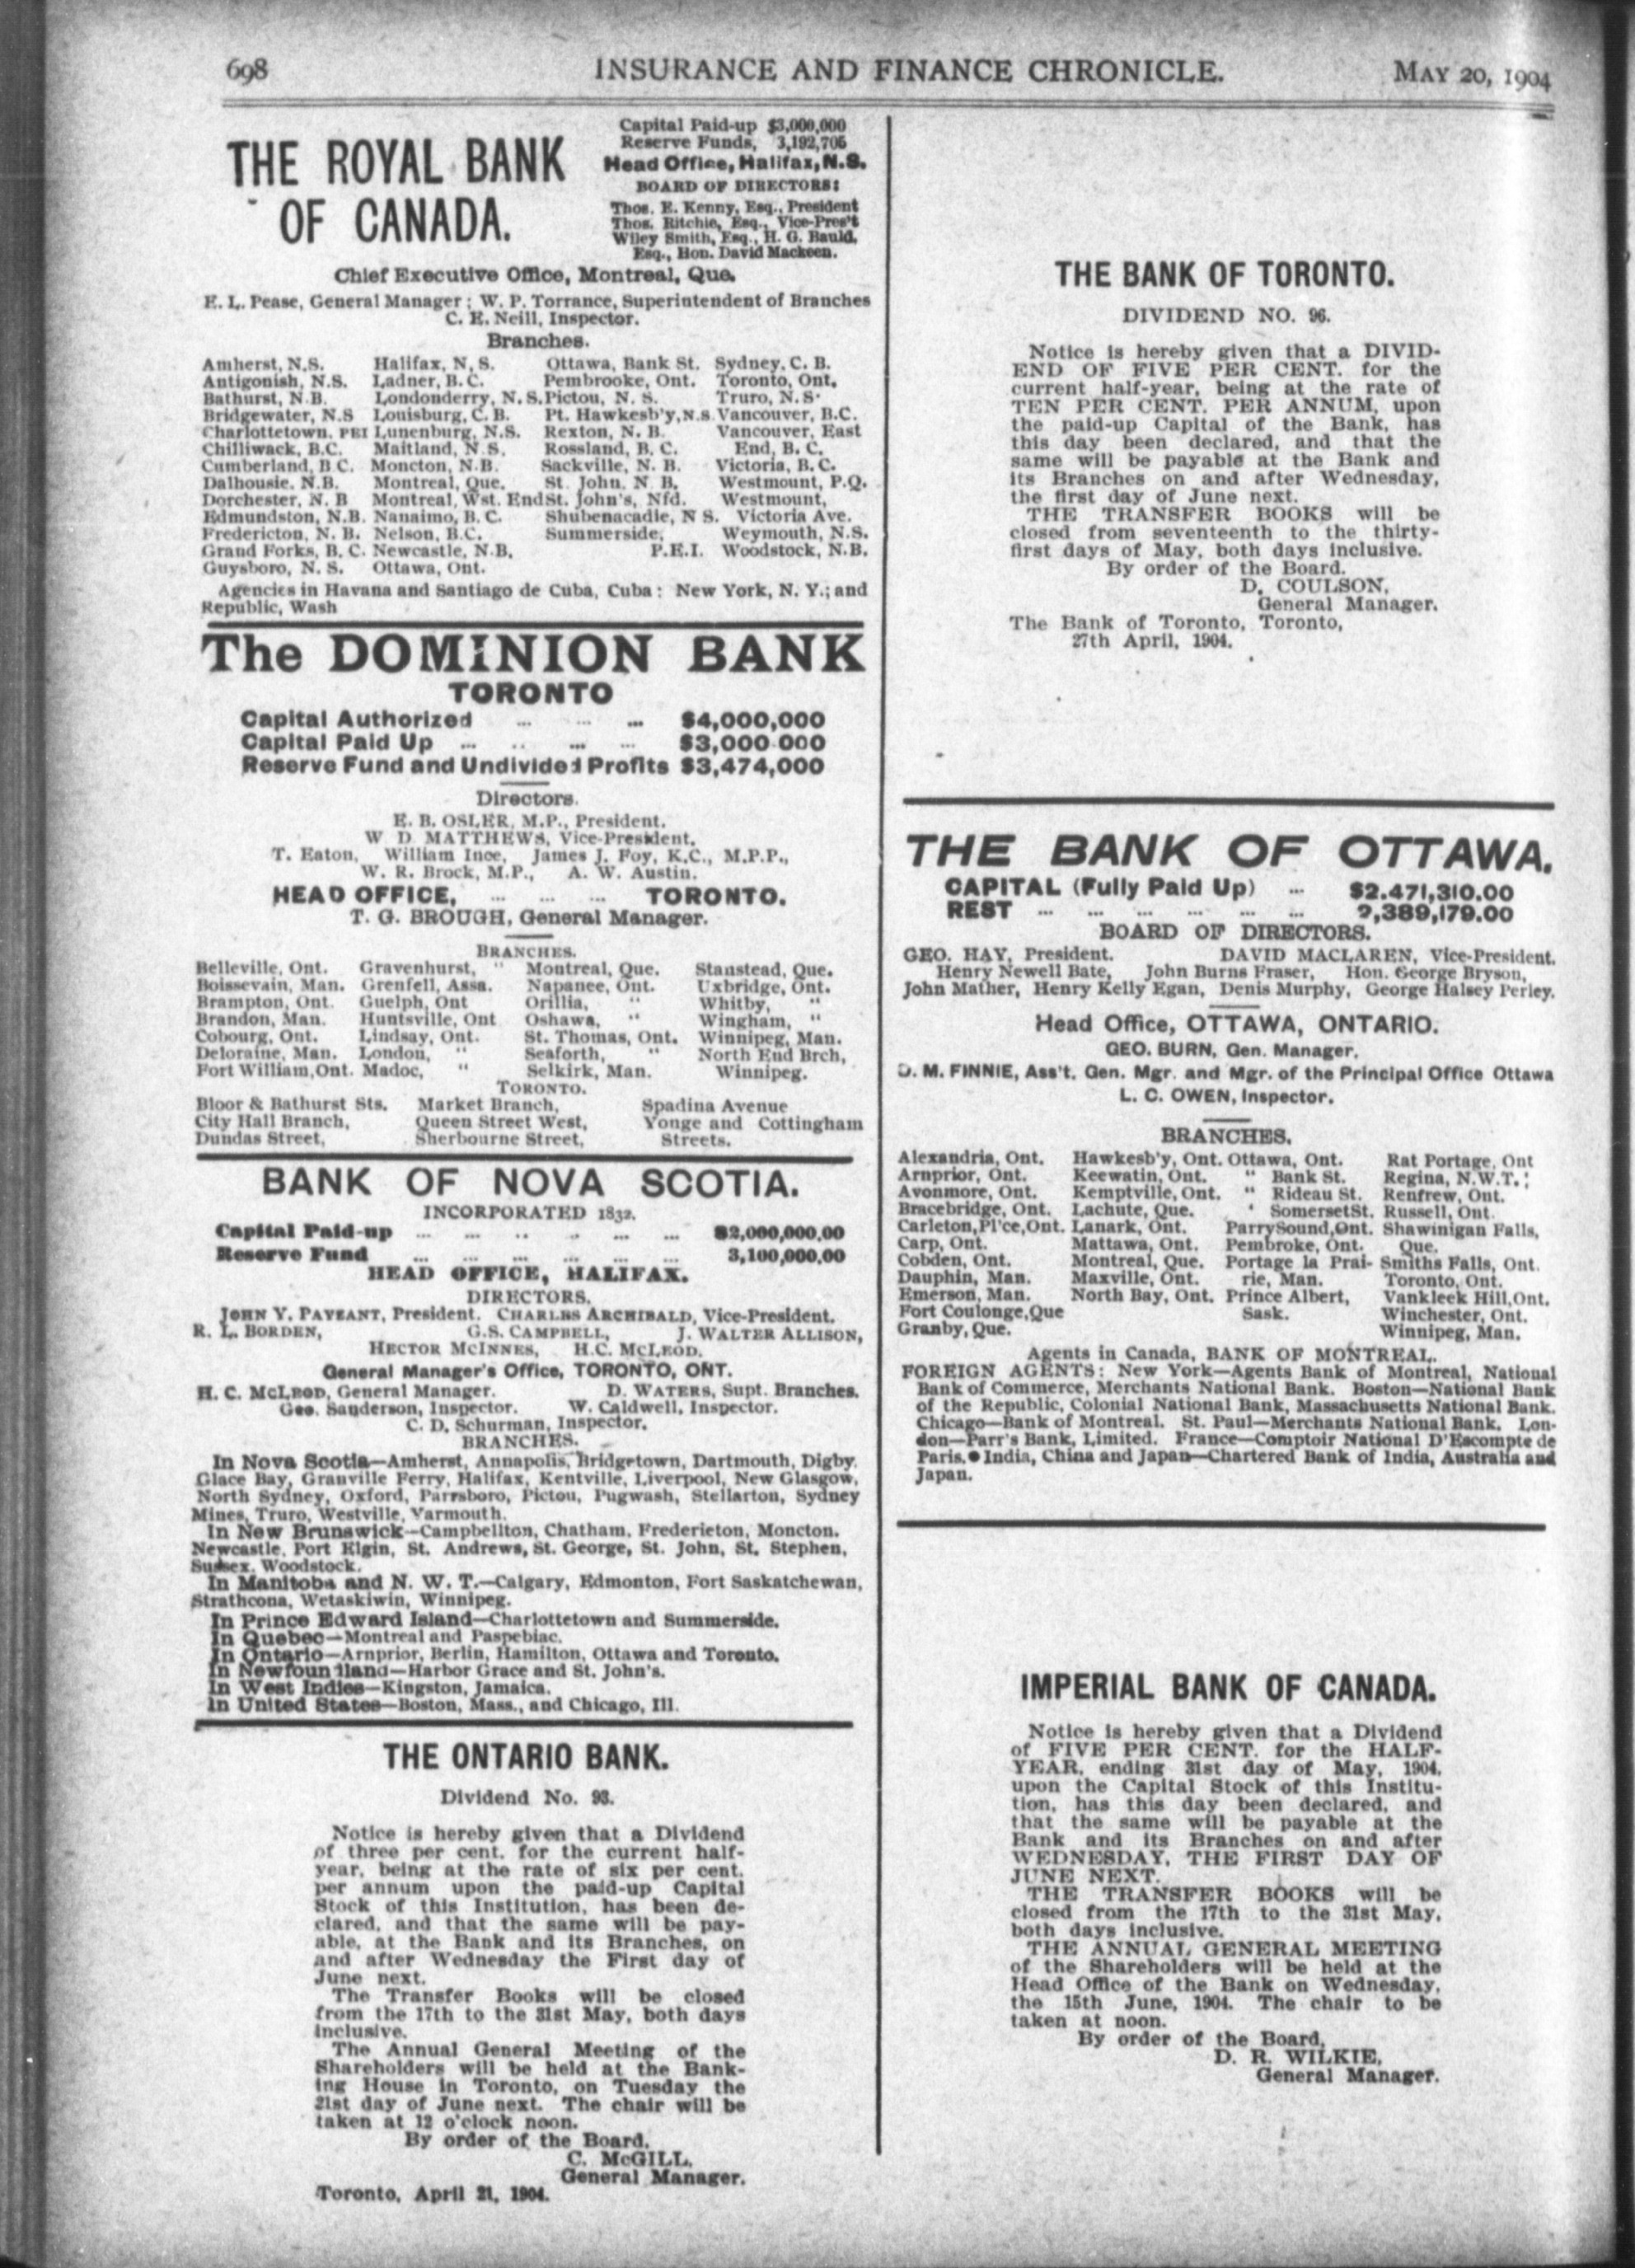 698 INSURANCE AND FINANCE CHRONICLE. MAY 20, 1904
THE ROYAL BANK
OF CANADA.
Capital Paid-up $3,000,000
Reserve Funds, 3,192,705
Head Office, Halifax, N.S.
BOARD OF DIRECTORS:
Thos. E. Kenny, Esq., President
Thos. Ritchie, Esq., Vice-Pres't
Wiley Smith, Esq., H. G. Bauld,
Esq., Hon. David Mackeen.
Chief Executive Office, Montreal, Que.
E. L. Pease, General Manager; W. P. Torrance, Superintendent of Branches
C. E. Neill, Inspector.
Branches.
Amherst, N.S. Halifax, N, S. Ottawa, Bank St. Sydney, C. B.
Antigonish, N.S. Ladner, B. C. Pembrooke, Ont. Toronto, Ont,
Bathurst, N.B. Londonderry, N. S. Pictou, N. S. Truro, N. S.
Bridgewater, N.S Louisburg, C. B. Pt. Hawkesb'y, N.S. Vancouver, B.C.
Charlottetown. PEI Lunenburg, N.S. Rexton, N. B. Vancouver, East
Chilliwack, B.C. Maitland, N S. Rossland, B. C. End, B. C.
Cumberland, B C. Moncton, N.B. Sackville, N. B. Victoria, B. C.
Dalhousie, N.B. Montreal, Que. St. John, N. B. Westmount, P.Q.
Dorchester, N. B Montreal, Wst. End St. John's, Nfd. Westmount,
Edmundston, N.B. Nanaimo, B. C. Shubenacadie, N S. Victoria Ave.
Fredericton, N. B. Nelson, B.C. Summerside, Weymouth, N.S.
Grand Forks, B. C. Newcastle, N.B, P.E.I. Woodstock, N.B.
Guysboro, N. S. Ottawa, Ont.
Agencies in Havana and Santiago de Cuba, Cuba: New York, N. Y.; and
Republic, Wash
The DOMINION BANK
TORONTO
Capital Authorized ... ... ... $4,000,000
Capital Paid Up ... .. ... ... $3,000 000
Reserve Fund and Undivided Profits $3,474,000
Directors.
E. B. OSLER, M.P., President.
W D MATTHEWS, Vice-President.
T. Eaton, William Ince, James J. Foy, K.C., M.P.P.,
W. R. Brock, M.P., A. W. Austin.
HEAD OFFICE, ... ... ... TORONTO.
T. G. BROUGH, General Manager.
BRANCHES.
Belleville, Ont. Gravenhurst, " Montreal, Que. Stanstead, Que.
Boissevain, Man. Grenfell, Assa. Napanee, Ont. Uxbridge, Ont.
Brampton, Ont. Guelph, Ont Orillia, " Whitby, "
Brandon, Man. Huntsville, Ont Oshawa, " Wingham, "
Cobourg, Ont. Lindsay, Ont. St. Thomas, Ont. Winnipeg, Man.
Deloraine, Man. London, " Seaforth, " North End Brch,
Fort William, Ont. Madoc, " Selkirk, Man. Winnipeg.
TORONTO.
Bloor & Bathurst Sts. Market Branch, Spadina Avenue
City Hall Branch, Queen Street West, Yonge and Cottingham
Dundas Street, Sherbourne Street, Streets.
BANK OF NOVA SCOTIA.
INCORPORATED 1832.
Capital Paid-up ... ... .. .. ... ... $2,000,000.00
Reserve Fund ... ... ... ... ... ... 3,100,000.00
HEAD OFFICE, HALIFAX.
DIRECTORS.
JOHN Y. PAYEANT, President. CHARLES ARCHIBALD, Vice-President.
R. L. BORDEN, G.S. CAMPBELL, J. WALTER ALLISON,
HECTOR MCINNES, H.C. MCLEOD.
General Manager's Office, TORONTO, ONT.
H. C. MCLEOD, General Manager. D. WATERS, Supt. Branches.
Geo. Sanderson, Inspector. W. Caldwell, Inspector.
C. D. Schurman, Inspector.
BRANCHES.
In Nova Scotia—Amherst, Annapolis, Bridgetown, Dartmouth, Digby.
Glace Bay, Granville Ferry, Halifax, Kentville, Liverpool, New Glasgow,
North Sydney, Oxford, Parrsboro, Pictou, Pugwash, Stellarton, Sydney
Mines, Truro, Westville, Yarmouth.
In New Brunswick—Campbellton, Chatham, Fredericton, Moncton.
Newcastle, Port Elgin, St. Andrews, St. George, St. John, St. Stephen,
Sussex, Woodstock.
In Manitoba and N. W. T.—Calgary, Edmonton, Fort Saskatchewan,
Strathcona, Wetaskiwin, Winnipeg.
In Prince Edward Island—Charlottetown and Summerside.
In Quebec—Montreal and Paspebiac.
In Ontario—Arnprior, Berlin, Hamilton, Ottawa and Toronto.
In Newfoundland—Harbor Grace and St. John's.
In West Indies—Kingston, Jamaica.
In United States—Boston, Mass., and Chicago, Ill.
THE ONTARIO BANK.
Dividend No. 93.
Notice is hereby given that a Dividend
of three per cent. for the current half-
year, being at the rate of six per cent.
per annum upon the paid-up Capital
Stock of this Institution, has been de-
clared, and that the same will be pay-
able, at the Bank and its Branches, on
and after Wednesday the First day of
June next.
The Transfer Books will be closed
from the 17th to the 31st May, both days
inclusive.
The Annual General Meeting of the
Shareholders will be held at the Bank-
ing House in Toronto, on Tuesday the
21st day of June next. The chair will be
taken at 12 o'clock noon.
By order of the Board.
C. McGILL,
General Manager.
Toronto, April 21, 1904.
THE BANK OF TORONTO.
DIVIDEND NO. 96.
Notice is hereby given that a DIVID-
END OF FIVE PER CENT. for the
current half-year, being at the rate of
TEN PER CENT. PER ANNUM, upon
the paid-up Capital of the Bank, has
this day been declared, and that the
same will be payable at the Bank and
its Branches on and after Wednesday,
the first day of June next.
THE TRANSFER BOOKS will be
closed from seventeenth to the thirty-
first days of May, both days inclusive.
By order of the Board.
D. COULSON,
General Manager.
The Bank of Toronto, Toronto,
27th April, 1904.
THE BANK OF OTTAWA.
CAPITAL (Fully Paid Up) ... $2.471,310.00
REST ... ... ... ... ... ... 2,389,179.00
BOARD OF DIRECTORS.
GEO. HAY, President. DAVID MACLAREN, Vice-President.
Henry Newell Bate, John Burns Fraser, Hon. George Bryson,
John Mather, Henry Kelly Egan, Denis Murphy, George Halsey Perley.
Head Office, OTTAWA, ONTARIO.
GEO. BURN, Gen. Manager.
D. M. FINNIE, Ass't. Gen. Mgr. and Mgr. of the Principal Office Ottawa
L. C. OWEN, Inspector.
BRANCHES.
Alexandria, Ont. Hawkesb'y, Ont. Ottawa, Ont. Rat Portage, Ont
Arnprior, Ont. Keewatin, Ont. " Bank St. Regina, N.W.T.
Avonmore, Ont. Kemptville, Ont. " Rideau St. Renfrew, Ont.
Bracebridge, Ont. Lachute, Que. " Somerset St. Russell, Ont.
Carleton, Pl'ce, Ont. Lanark, Ont. Parry Sound, Ont. Shawinigan Falls,
Carp, Ont. Mattawa, Ont. Pembroke, Ont. Que.
Cobden, Ont. Montreal, Que. Portage la Prai- Smiths Falls, Ont.
Dauphin, Man. Maxville, Ont. rie, Man. Toronto, Ont.
Emerson, Man. North Bay, Ont. Prince Albert, Vankleek Hill, Ont.
Fort Coulonge, Que Sask. Winchester, Ont.
Granby, Que. Winnipeg, Man.
Agents in Canada, BANK OF MONTREAL.
FOREIGN AGENTS: New York—Agents Bank of Montreal, National
Bank of Commerce, Merchants National Bank. Boston—National Bank
of the Republic, Colonial National Bank, Massachusetts National Bank.
Chicago—Bank of Montreal. St. Paul—Merchants National Bank. Lon-
don—Parr's Bank, Limited. France—Comptoir National D'Escompte de
Paris. India, China and Japan—Chartered Bank of India, Australia and
Japan.
IMPERIAL BANK OF CANADA.
Notice is hereby given that a Dividend
of FIVE PER CENT. for the HALF-
YEAR, ending 31st day of May, 1904,
upon the Capital Stock of this Institu-
tion, has this day been declared, and
that the same will be payable at the
Bank and its Branches on and after
WEDNESDAY, THE FIRST DAY OF
JUNE NEXT.
THE TRANSFER BOOKS will be
closed from the 17th to the 31st May,
both days inclusive.
THE ANNUAL GENERAL MEETING
of the Shareholders will be held at the
Head Office of the Bank on Wednesday,
the 15th June, 1904. The chair to be
taken at noon.
By order of the Board,
D. R. WILKIE,
General Manager.